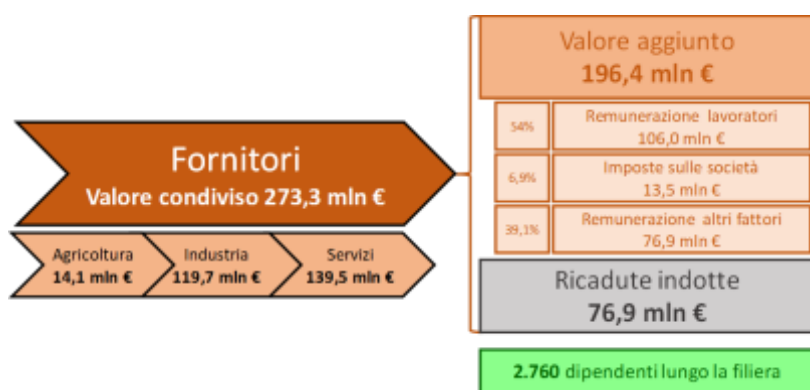 Fornitori
Valore condiviso 273,3 mln €
Agricoltura
14,1 mln €
Industria
119,7 mln €
Servizi
139,5 mln €
Valore aggiunto
196,4 mln €
54%
Remunerazione lavoratori
106,0 mln €
6,9%
Imposte sulle società
13,5 mln €
39,1%
Remunerazione altri fattori
76,9 mln €
Ricadute indotte
76,9 mln €
2.760 dipendenti lungo la filiera